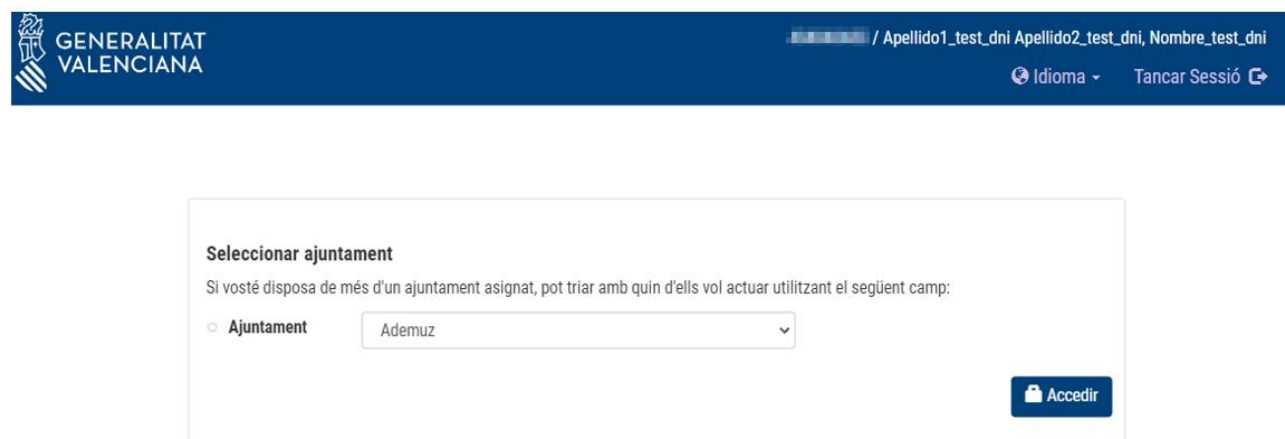 GENERALITAT
VALENCIANA
/ Apellido1_test_dni Apellido2_test_dni, Nombre_test_dni
Idioma
Tancar Sessió
Seleccionar ajuntament
Si vosté disposa de més d'un ajuntament asignat, pot triar amb quin d'ells vol actuar utilitzant el següent camp:
Ajuntament
Ademuz
Accedir